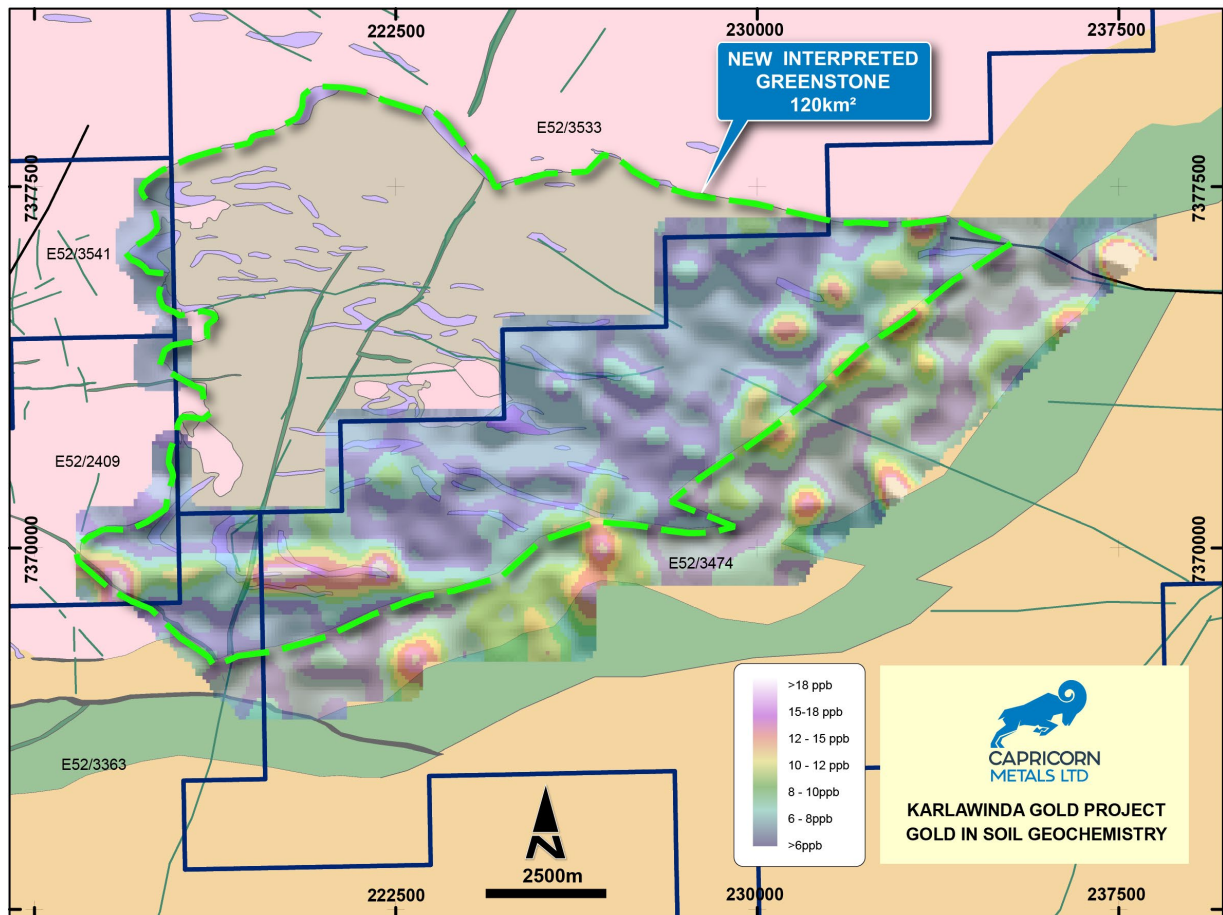 222500
230000
237500
NEW INTERPRETED
GREENSTONE
120km²
E52/3533
7377500
7377500
E52/3541
E52/2409
7370000
7370000
E52/3474
E52/3363
>18 ppb
15-18 ppb
12 - 15 ppb
10 - 12 ppb
8 - 10ppb
6 - 8ppb
>6ppb
CAPRICORN
METALS LTD
KARLAWINDA GOLD PROJECT
GOLD IN SOIL GEOCHEMISTRY
N
2500m
222500
230000
237500